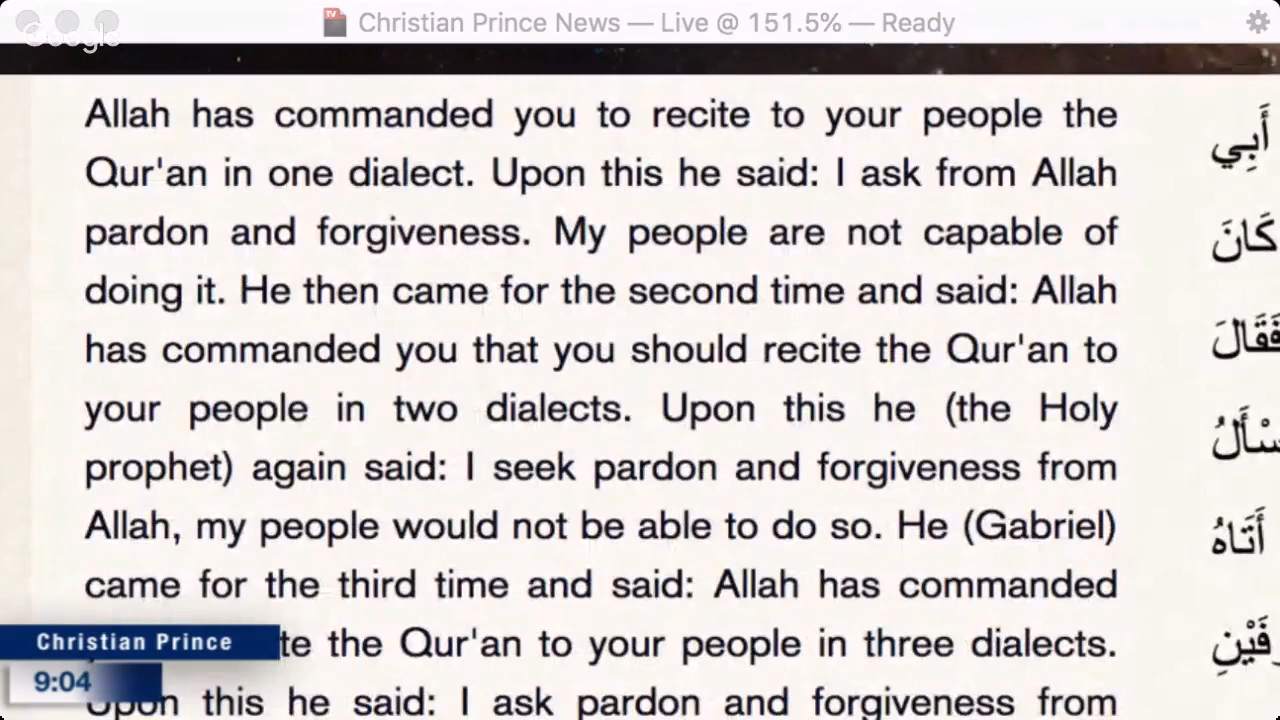 Christian Prince News — Live @ 151.5% — Ready
Google
Allah has commanded you to recite to your people the
Qur'an in one dialect. Upon this he said: I ask from Allah
pardon and forgiveness. My people are not capable of
doing it. He then came for the second time and said: Allah
has commanded you that you should recite the Qur'an to
your people in two dialects. Upon this he (the Holy
prophet) again said: I seek pardon and forgiveness from
Allah, my people would not be able to do so. He (Gabriel)
came for the third time and said: Allah has commanded
te the Qur'an to your people in three dialects.
Upon this he said: I ask pardon and forgiveness from
أَبِي
كَانَ
فَقَالَ
سْأَلُ
أَتَاهُ
رْفَيْنِ
Christian Prince
9:04